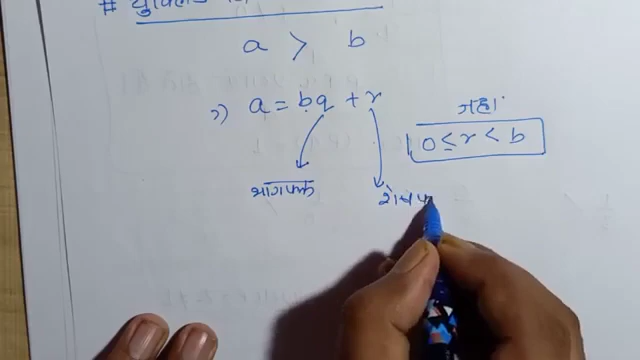 # युक्लिड
a > b
⇒) a = bq + r
जहाँ
0 ≤ r < b
भागफल
शेषफ